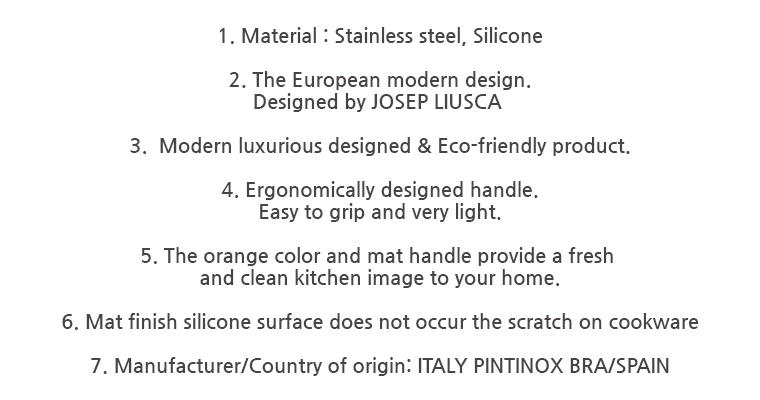 1. Material : Stainless steel, Silicone
2. The European modern design.
Designed by JOSEP LIUSCA
3. Modern luxurious designed & Eco-friendly product.
4. Ergonomically designed handle.
Easy to grip and very light.
5. The orange color and mat handle provide a fresh
and clean kitchen image to your home.
6. Mat finish silicone surface does not occur the scratch on cookware
7. Manufacturer/Country of origin: ITALY PINTINOX BRA/SPAIN